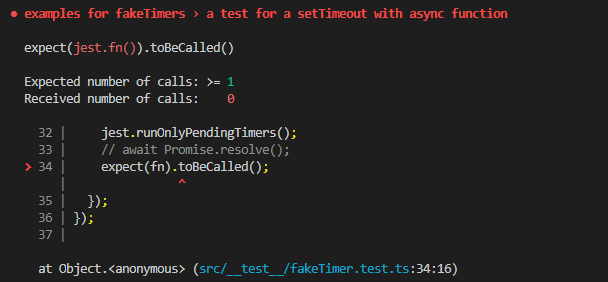 ● examples for fakeTimers › a test for a setTimeout with async function
expect(jest.fn()).toBeCalled()
Expected number of calls: >= 1
Received number of calls:    0
32 |     jest.runOnlyPendingTimers();
33 |     // await Promise.resolve();
> 34 |     expect(fn).toBeCalled();
|                ^
35 |   });
36 | });
37 |
at Object.<anonymous> (src/__test__/fakeTimer.test.ts:34:16)